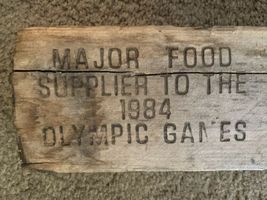 MAJOR FOOD
SUPPLIER TO THE
1984
OLYMPIC GAMES